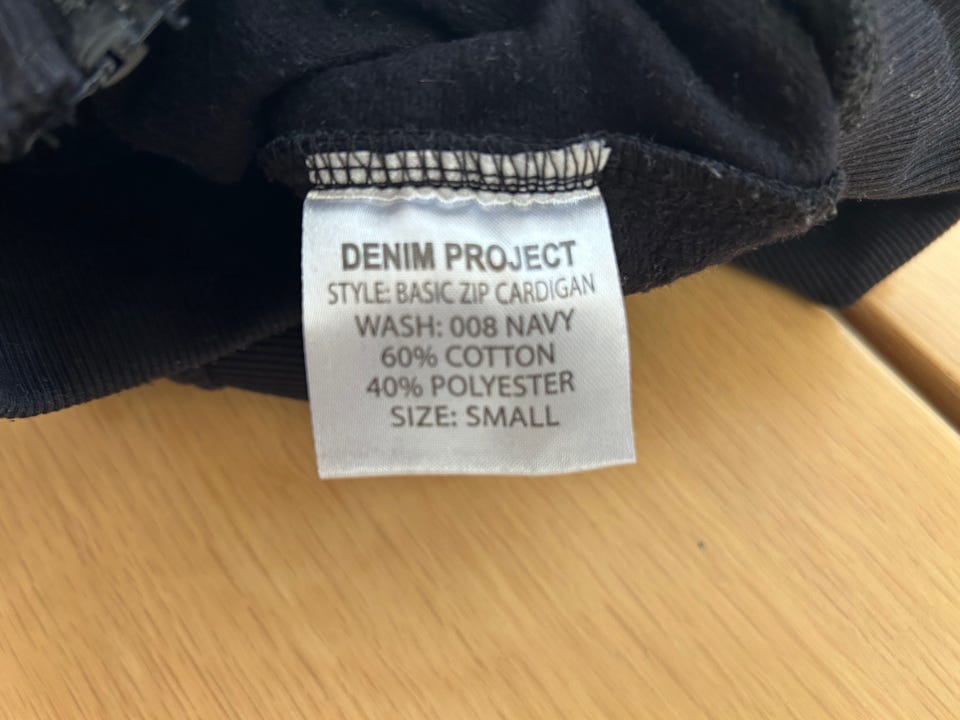 DENIM PROJECT
STYLE: BASIC ZIP CARDIGAN
WASH: 008 NAVY
60% COTTON
40% POLYESTER
SIZE: SMALL